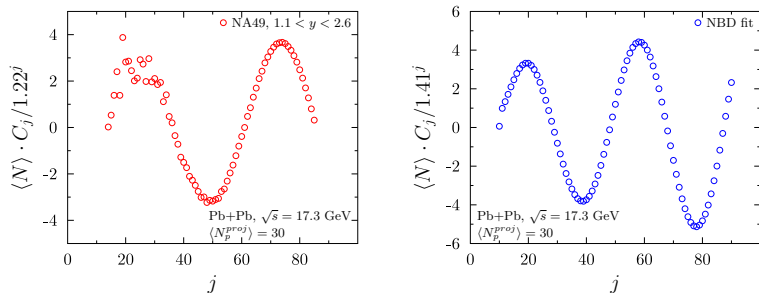 NA49, 1.1 < y < 2.6
⟨N⟩ · C_j/1.22^j
4
2
0
-2
-4
Pb+Pb, √s = 17.3 GeV
⟨N_p^{proj}⟩ = 30
0
20
40
60
80
100
j
NBD fit
⟨N⟩ · C_j/1.41^j
6
4
2
0
-2
-4
-6
Pb+Pb, √s = 17.3 GeV
⟨N_p^{proj}⟩ = 30
0
20
40
60
80
j